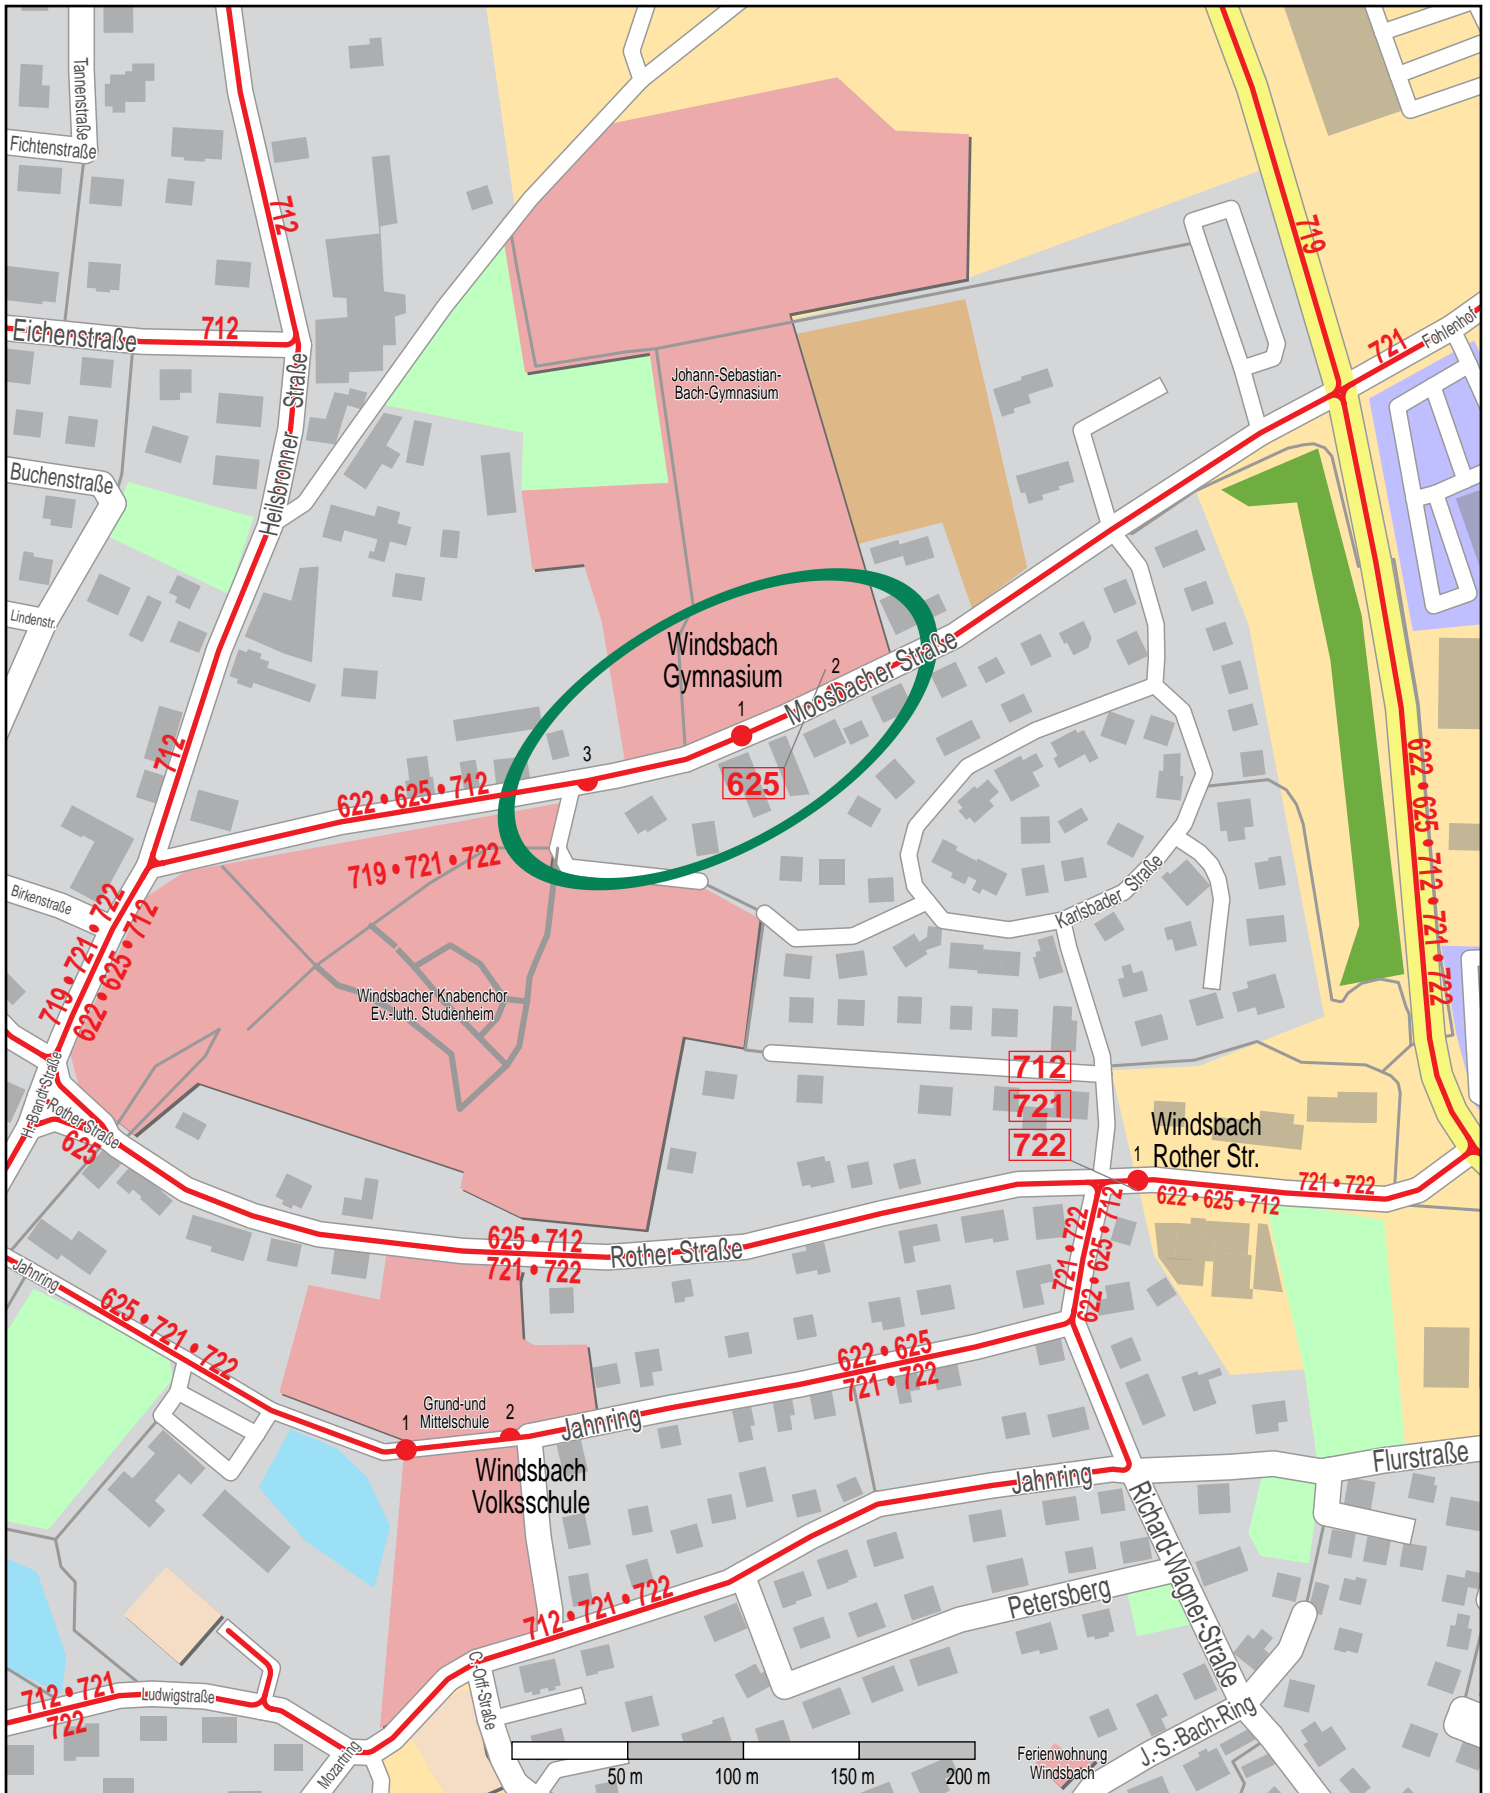 Tannenstraße
Fichtenstraße
712
719
Eichenstraße
712
721
Fohlenhof
Heilsbronner Straße
Johann-Sebastian-
Bach-Gymnasium
Buchenstraße
Lindenstr.
Windsbach
Gymnasium
2
Moosbacher Straße
1
3
712
625
622 • 625 • 712
719 • 721 • 722
622 • 625 • 712 • 721 • 722
Birkenstraße
719 • 721 • 722
622 • 625 • 712
Karlsbader Straße
Windsbacher Knabenchor
Ev.-luth. Studienheim
H.-Brandt-Straße
Rother Straße
625
712
721
722
Windsbach
Rother Str.
1
721 • 722
622 • 625 • 712
721 • 722
622 • 625 • 712
625 • 712
721 • 722
Rother Straße
Jahnring
625 • 721 • 722
622 • 625
721 • 722
Grund-und
Mittelschule
1
2
Jahnring
Windsbach
Volksschule
Jahnring
Flurstraße
Richard-Wagner-Straße
Petersberg
712 • 721 • 722
C.-Orff-Straße
712 • 721
722
Ludwigstraße
Mozartring
J.-S.-Bach-Ring
Ferienwohnung
Windsbach
50 m
100 m
150 m
200 m